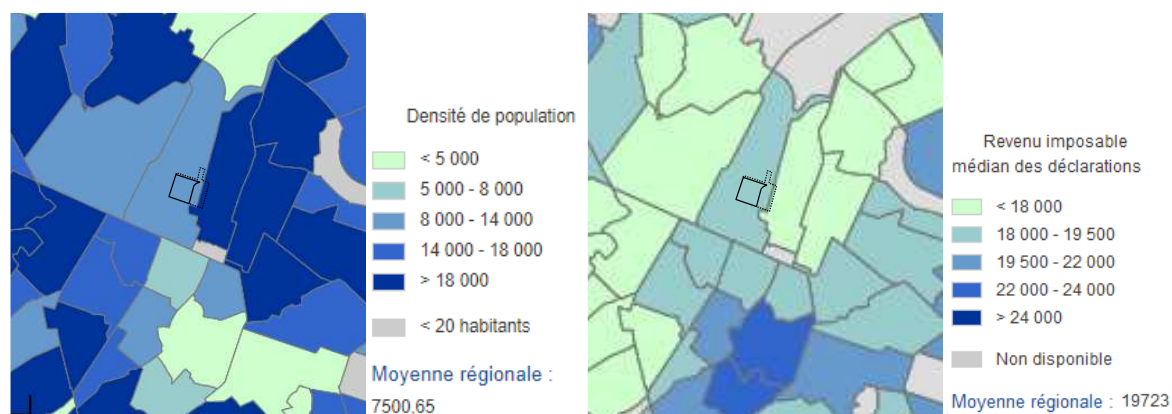 Densité de population
< 5 000
5 000 - 8 000
8 000 - 14 000
14 000 - 18 000
> 18 000
< 20 habitants
Moyenne régionale :
7500.65
Revenu imposable
médian des déclarations
< 18 000
18 000 - 19 500
19 500 - 22 000
22 000 - 24 000
> 24 000
Non disponible
Moyenne régionale : 19723